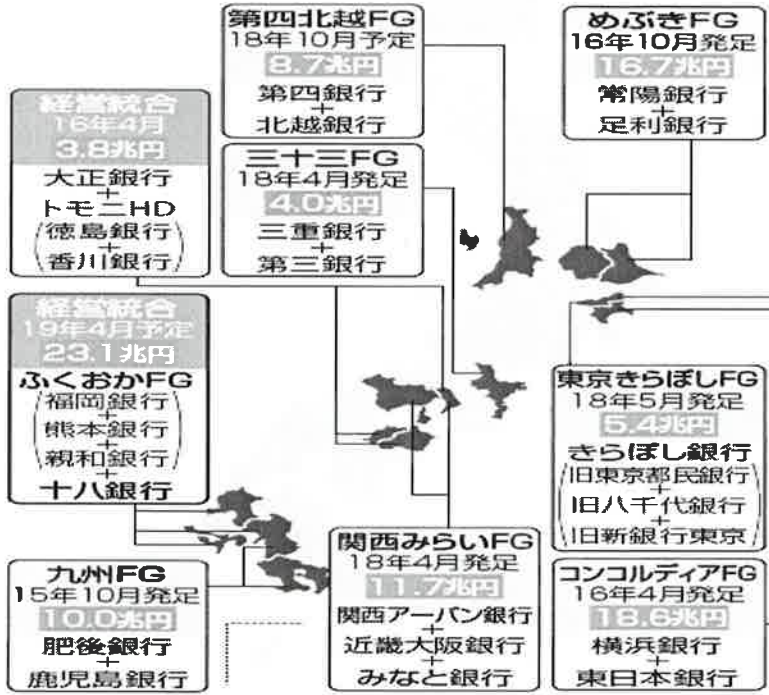 第四北越FG
18年10月予定
8.7兆円
第四銀行
+
北越銀行
めぶきFG
16年10月発足
16.7兆円
常陽銀行
+
足利銀行
経営統合
16年4月
3.8兆円
大正銀行
+
トモニHD
(徳島銀行
+
香川銀行)
三十三FG
18年4月発足
4.0兆円
三重銀行
+
第三銀行
経営統合
19年4月予定
23.1兆円
ふくおかFG
(福岡銀行
+
熊本銀行
+
親和銀行)
+
十八銀行
東京きらぼしFG
18年5月発足
5.4兆円
きらぼし銀行
(旧東京都民銀行
+
旧八千代銀行
+
旧新銀行東京)
九州FG
15年10月発足
10.0兆円
肥後銀行
+
鹿児島銀行
関西みらいFG
18年4月発足
11.7兆円
関西アーバン銀行
+
近畿大阪銀行
+
みなと銀行
コンコルディアFG
16年4月発足
18.6兆円
横浜銀行
+
東日本銀行